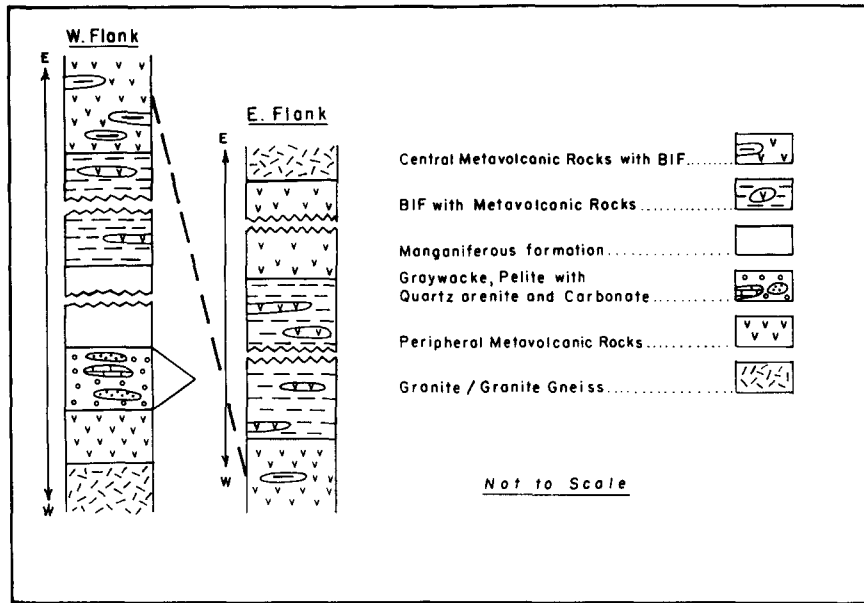 W. Flank
E
W
E. Flank
E
W
Central Metavolcanic Rocks with BIF.......
BIF with Metavolcanic Rocks..............
Manganiferous formation................
Graywacke, Pelite with
Quartz arenite and Carbonate..............
Peripheral Metavolcanic Rocks...........
Granite / Granite Gneiss................
Not to Scale